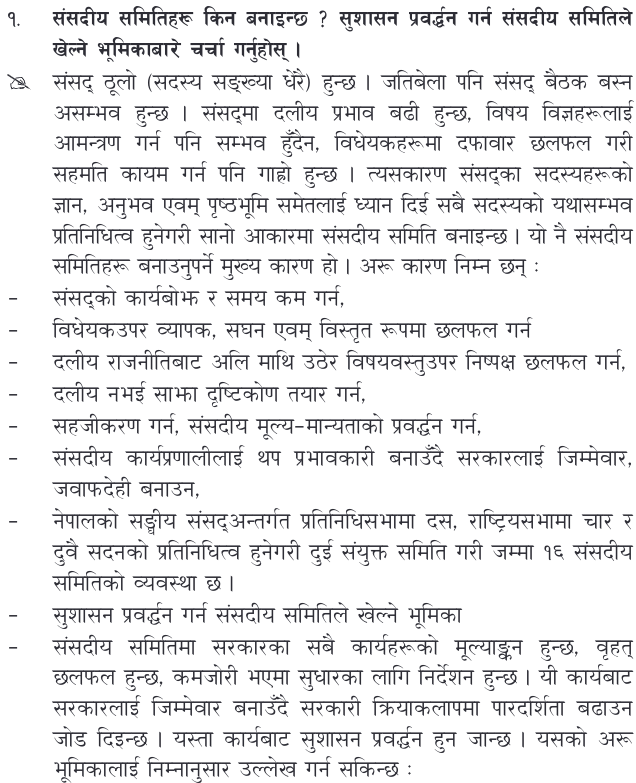 १. संसदीय समितिहरू किन बनाइन्छ ? सुशासन प्रवर्द्धन गर्न संसदीय समितिले
खेल्ने भूमिकाबारे चर्चा गर्नुहोस् ।
संसद् ठूलो (सदस्य सङ्ख्या धेरै) हुन्छ । जतिबेला पनि संसद् बैठक बस्न
असम्भव हुन्छ । संसद्मा दलीय प्रभाव बढी हुन्छ, विषय विज्ञहरूलाई
आमन्त्रण गर्न पनि सम्भव हुँदैन, विधेयकहरूमा दफावार छलफल गरी
सहमति कायम गर्न पनि गाह्रो हुन्छ । त्यसकारण संसद्का सदस्यहरूको
ज्ञान, अनुभव एवम् पृष्ठभूमि समेतलाई ध्यान दिई सबै सदस्यको यथासम्भव
प्रतिनिधित्व हुनेगरी सानो आकारमा संसदीय समिति बनाइन्छ । यो नै संसदीय
समितिहरू बनाउनुपर्ने मुख्य कारण हो । अरू कारण निम्न छन् :
- संसद्को कार्यबोझ र समय कम गर्न,
- विधेयकउपर व्यापक, सघन एवम् विस्तृत रूपमा छलफल गर्न
- दलीय राजनीतिबाट अलि माथि उठेर विषयवस्तुउपर निष्पक्ष छलफल गर्न,
- दलीय नभई साझा दृष्टिकोण तयार गर्न,
- सहजीकरण गर्न, संसदीय मूल्य-मान्यताको प्रवर्द्धन गर्न,
- संसदीय कार्यप्रणालीलाई थप प्रभावकारी बनाउँदै सरकारलाई जिम्मेवार,
जवाफदेही बनाउन,
- नेपालको सङ्घीय संसद्अन्तर्गत प्रतिनिधिसभामा दस, राष्ट्रियसभामा चार र
दुवै सदनको प्रतिनिधित्व हुनेगरी दुई संयुक्त समिति गरी जम्मा १६ संसदीय
समितिको व्यवस्था छ ।
- सुशासन प्रवर्द्धन गर्न संसदीय समितिले खेल्ने भूमिका
- संसदीय समितिमा सरकारका सबै कार्यहरूको मूल्याङ्कन हुन्छ, वृहत्
छलफल हुन्छ, कमजोरी भएमा सुधारका लागि निर्देशन हुन्छ । यी कार्यबाट
सरकारलाई जिम्मेवार बनाउँदै सरकारी क्रियाकलापमा पारदर्शिता बढाउन
जोड दिइन्छ । यस्ता कार्यबाट सुशासन प्रवर्द्धन हुन जान्छ । यसको अरू
भूमिकालाई निम्नानुसार उल्लेख गर्न सकिन्छ :